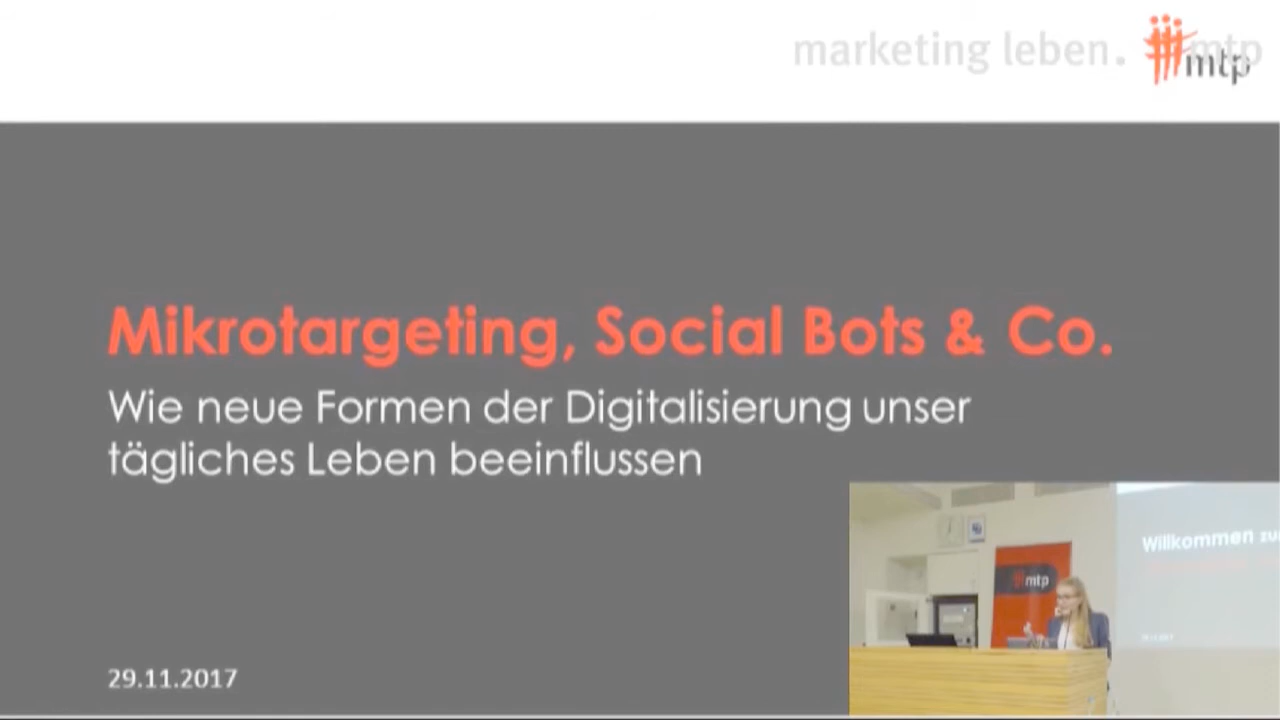 marketing leben. mtp
mtp
Mikrotargeting, Social Bots & Co.
Wie neue Formen der Digitalisierung unser
tägliches Leben beeinflussen
29.11.2017
mtp
Willkommen